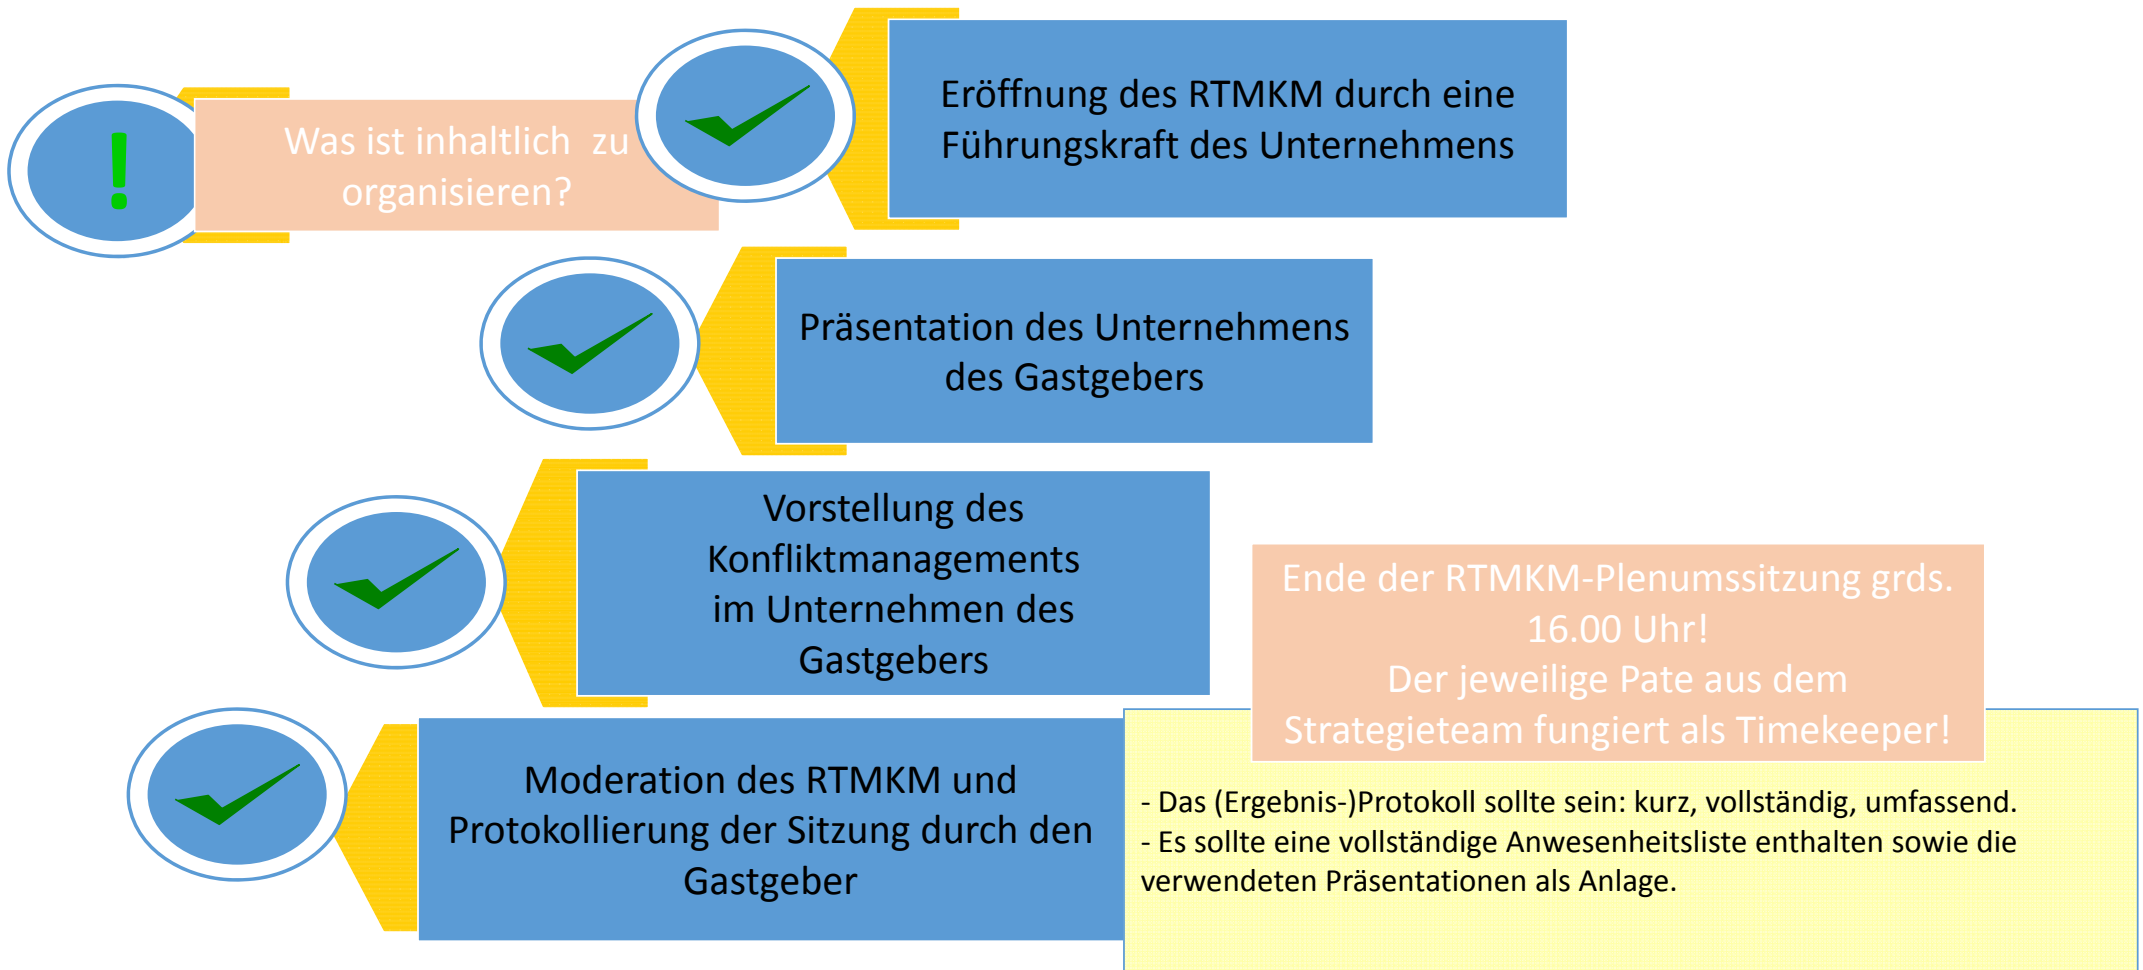 Was ist inhaltlich zu
organisieren?
Eröffnung des RTMKM durch eine
Führungskraft des Unternehmens
Präsentation des Unternehmens
des Gastgebers
Vorstellung des
Konfliktmanagements
im Unternehmen des
Gastgebers
Moderation des RTMKM und
Protokollierung der Sitzung durch den
Gastgeber
Ende der RTMKM-Plenumssitzung grds.
16.00 Uhr!
Der jeweilige Pate aus dem
Strategieteam fungiert als Timekeeper!
- Das (Ergebnis-)Protokoll sollte sein: kurz, vollständig, umfassend.
- Es sollte eine vollständige Anwesenheitsliste enthalten sowie die
verwendeten Präsentationen als Anlage.